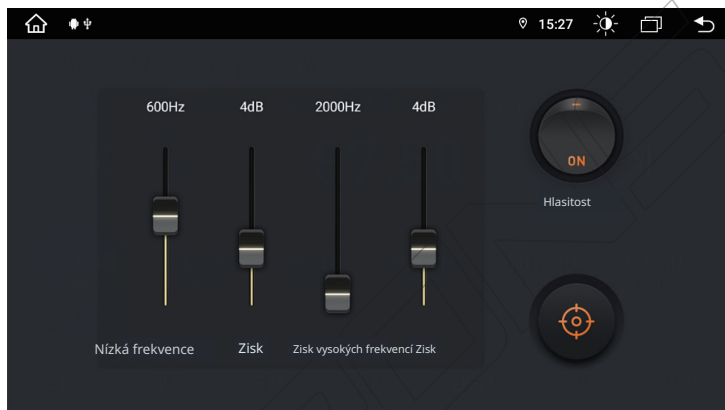 15:27
600Hz 4dB 2000Hz 4dB
ON
Hlasitost
Nízká frekvence Zisk Zisk vysokých frekvencí Zisk